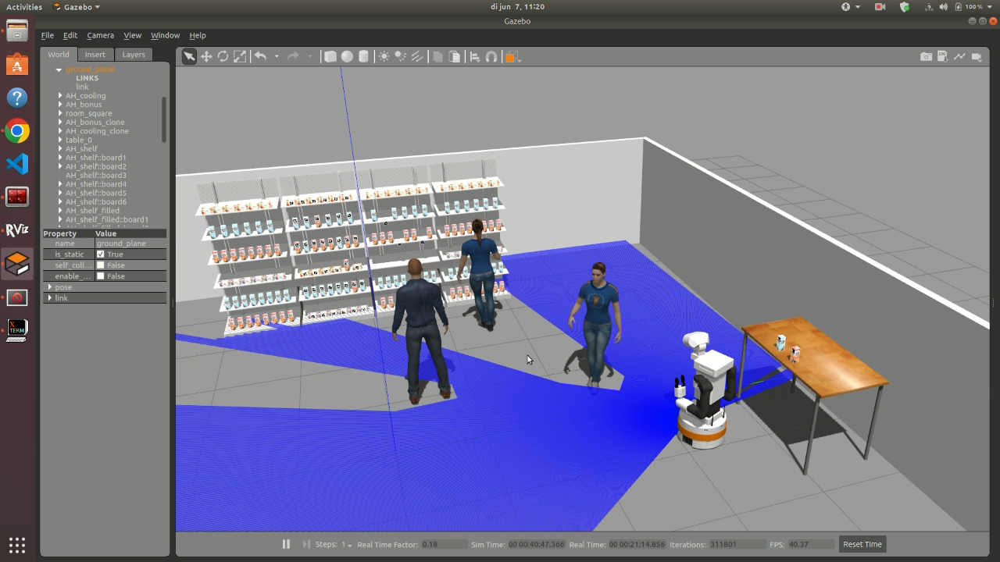 Activities Gazebo di jun 7, 11:20 100 %
Gazebo
File Edit Camera View Window Help
World Insert Layers
ground_plane
LINKS
link
AH_cooling
AH_bonus
room_square
AH_bonus_clone
AH_cooling_clone
table_0
AH_shelf
AH_shelf::board1
AH_shelf::board2
AH_shelf::board3
AH_shelf::board4
AH_shelf::board5
AH_shelf::board6
AH_shelf_filled
AH_shelf_filled::board1
Property Value
name ground_plane
is_static True
self_coll... False
enable_... False
pose
link
RViz
X
TERM
LOG
Steps: 1 Real Time Factor: 0.18 Sim Time: 00 00:40:47.366 Real Time: 00 00:21:14.856 Iterations: 311801 FPS: 40.37 Reset Time